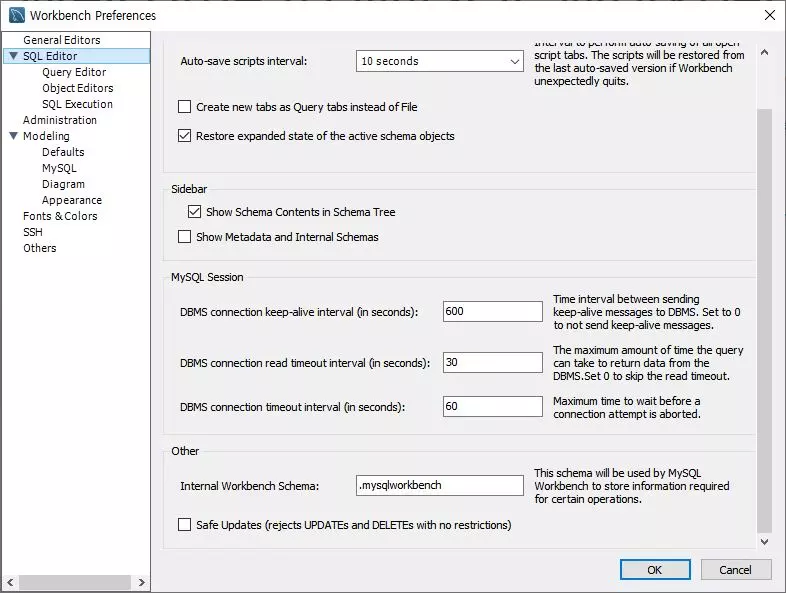 Workbench Preferences
General Editors
SQL Editor
Query Editor
Object Editors
SQL Execution
Administration
Modeling
Defaults
MySQL
Diagram
Appearance
Fonts & Colors
SSH
Others
Auto-save scripts interval:
10 seconds
Interval to perform auto-saving of all open
script tabs. The scripts will be restored from
the last auto-saved version if Workbench
unexpectedly quits.
Create new tabs as Query tabs instead of File
Restore expanded state of the active schema objects
Sidebar
Show Schema Contents in Schema Tree
Show Metadata and Internal Schemas
MySQL Session
DBMS connection keep-alive interval (in seconds):
600
Time interval between sending
keep-alive messages to DBMS. Set to 0
to not send keep-alive messages.
DBMS connection read timeout interval (in seconds):
30
The maximum amount of time the query
can take to return data from the
DBMS.Set 0 to skip the read timeout.
DBMS connection timeout interval (in seconds):
60
Maximum time to wait before a
connection attempt is aborted.
Other
Internal Workbench Schema:
.mysqlworkbench
This schema will be used by MySQL
Workbench to store information required
for certain operations.
Safe Updates (rejects UPDATEs and DELETEs with no restrictions)
OK
Cancel